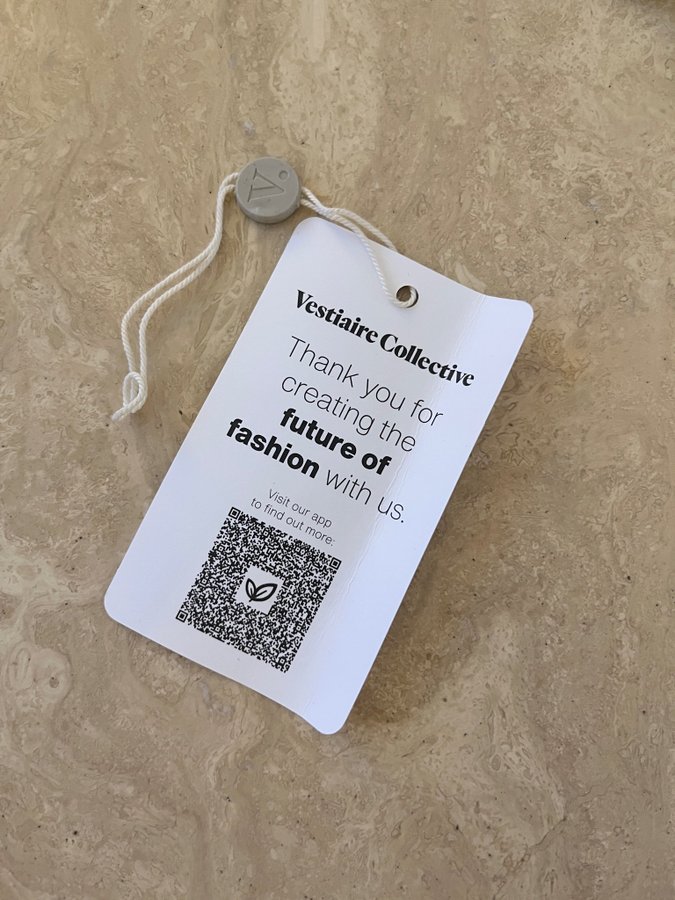 V.
Vestiaire Collective
Thank you for
creating the
future of
fashion with us.
Visit our app
to find out more: